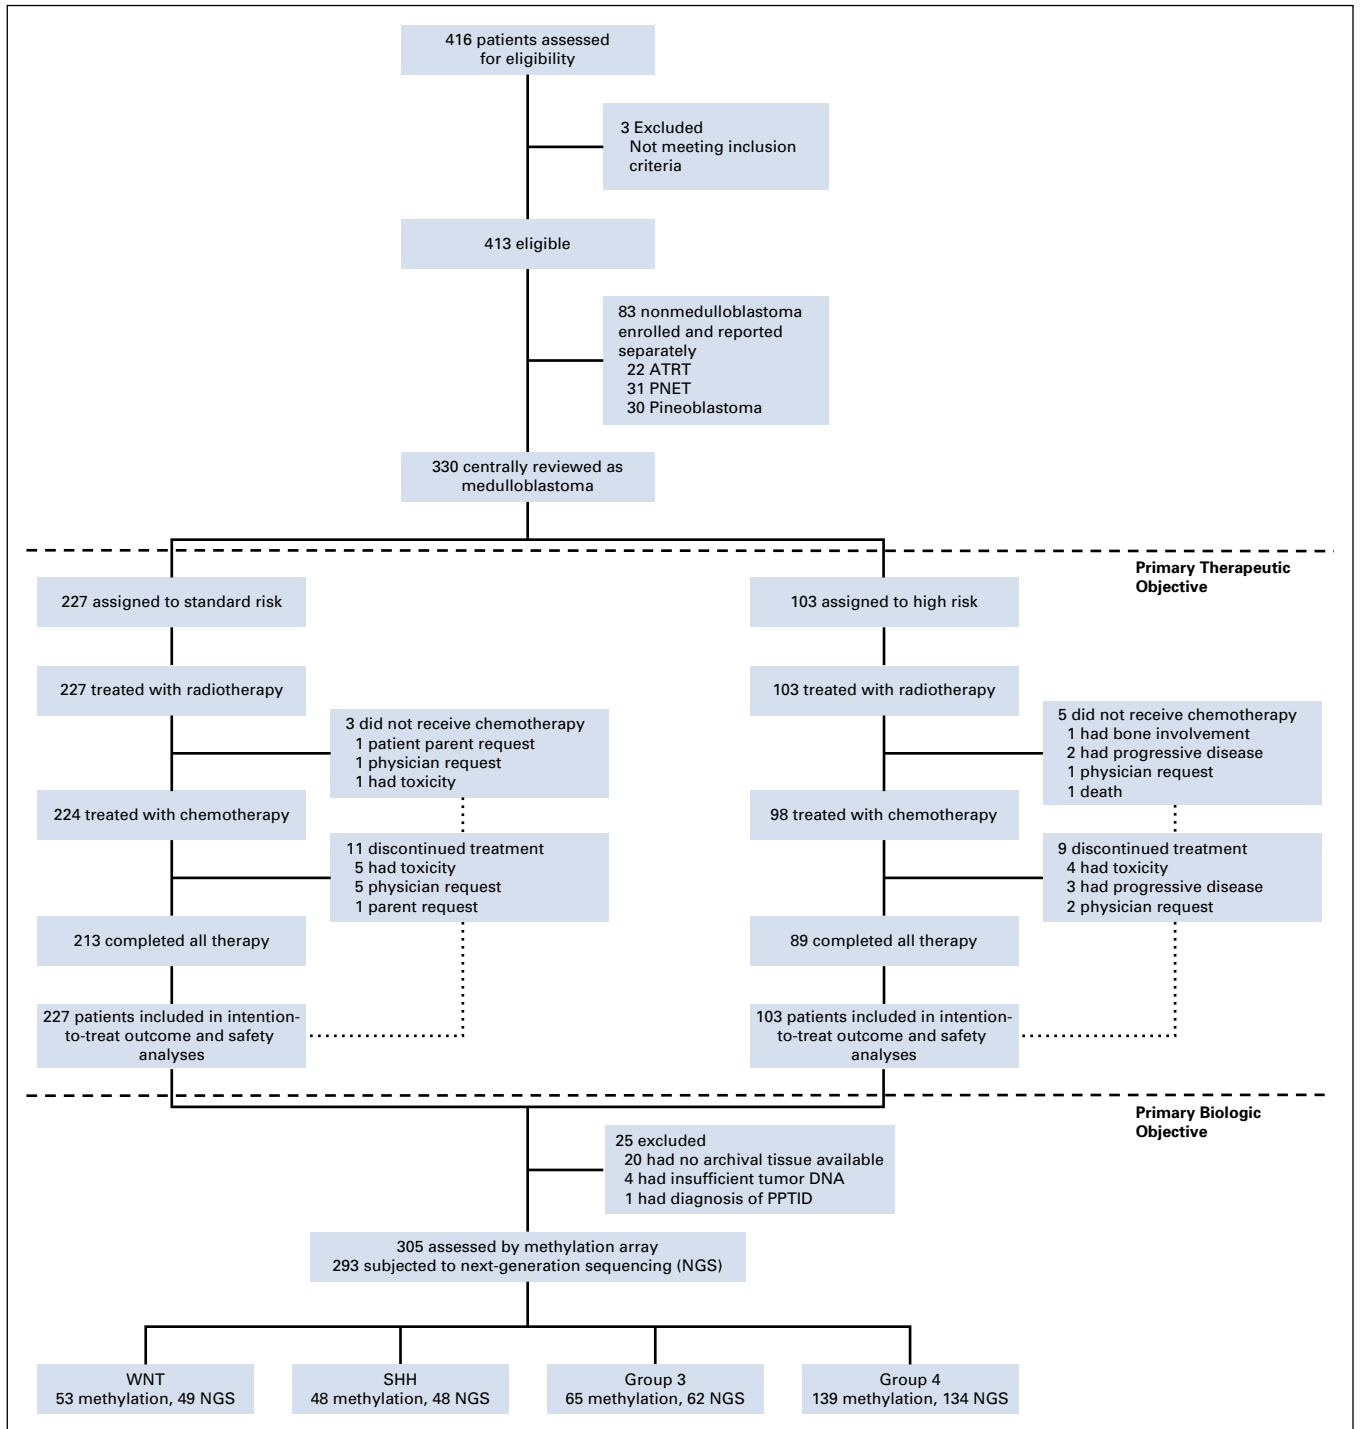 416 patients assessed
for eligibility
3 Excluded
Not meeting inclusion
criteria
413 eligible
83 nonmedulloblastoma
enrolled and reported
separately
22 ATRT
31 PNET
30 Pineoblastoma
330 centrally reviewed as
medulloblastoma
Primary Therapeutic
Objective
227 assigned to standard risk
227 treated with radiotherapy
3 did not receive chemotherapy
1 patient parent request
1 physician request
1 had toxicity
224 treated with chemotherapy
11 discontinued treatment
5 had toxicity
5 physician request
1 parent request
213 completed all therapy
227 patients included in intention-
to-treat outcome and safety
analyses
103 assigned to high risk
103 treated with radiotherapy
5 did not receive chemotherapy
1 had bone involvement
2 had progressive disease
1 physician request
1 death
98 treated with chemotherapy
9 discontinued treatment
4 had toxicity
3 had progressive disease
2 physician request
89 completed all therapy
103 patients included in intention-
to-treat outcome and safety
analyses
Primary Biologic
Objective
25 excluded
20 had no archival tissue available
4 had insufficient tumor DNA
1 had diagnosis of PPTID
305 assessed by methylation array
293 subjected to next-generation sequencing (NGS)
WNT
53 methylation, 49 NGS
SHH
48 methylation, 48 NGS
Group 3
65 methylation, 62 NGS
Group 4
139 methylation, 134 NGS